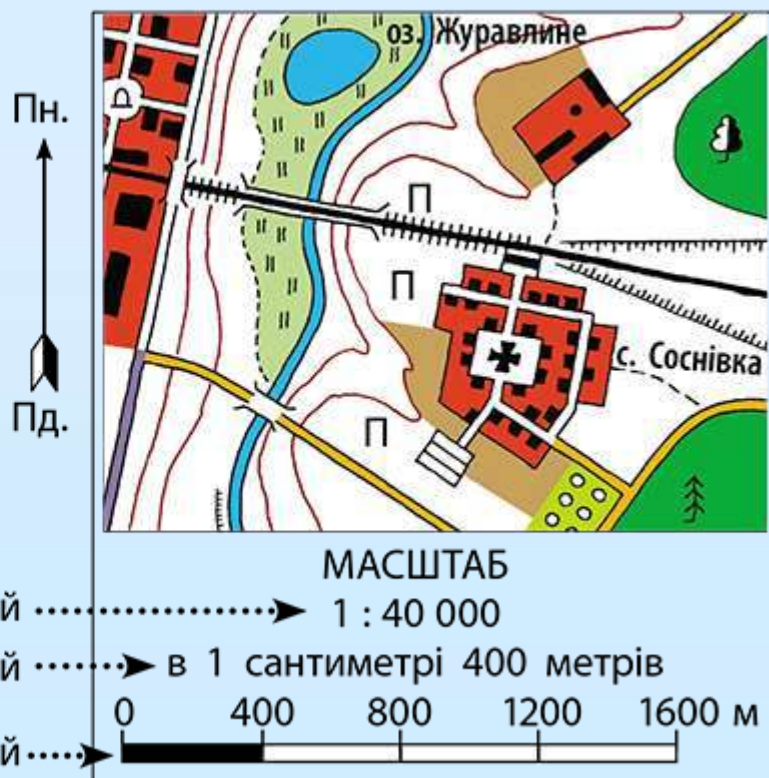 оз. Журавлине
Пн.
П
П
с. Соснівка
Пд.
П
МАСШТАБ
й 1 : 40 000
й в 1 сантиметрі 400 метрів
0 400 800 1200 1600 м
й